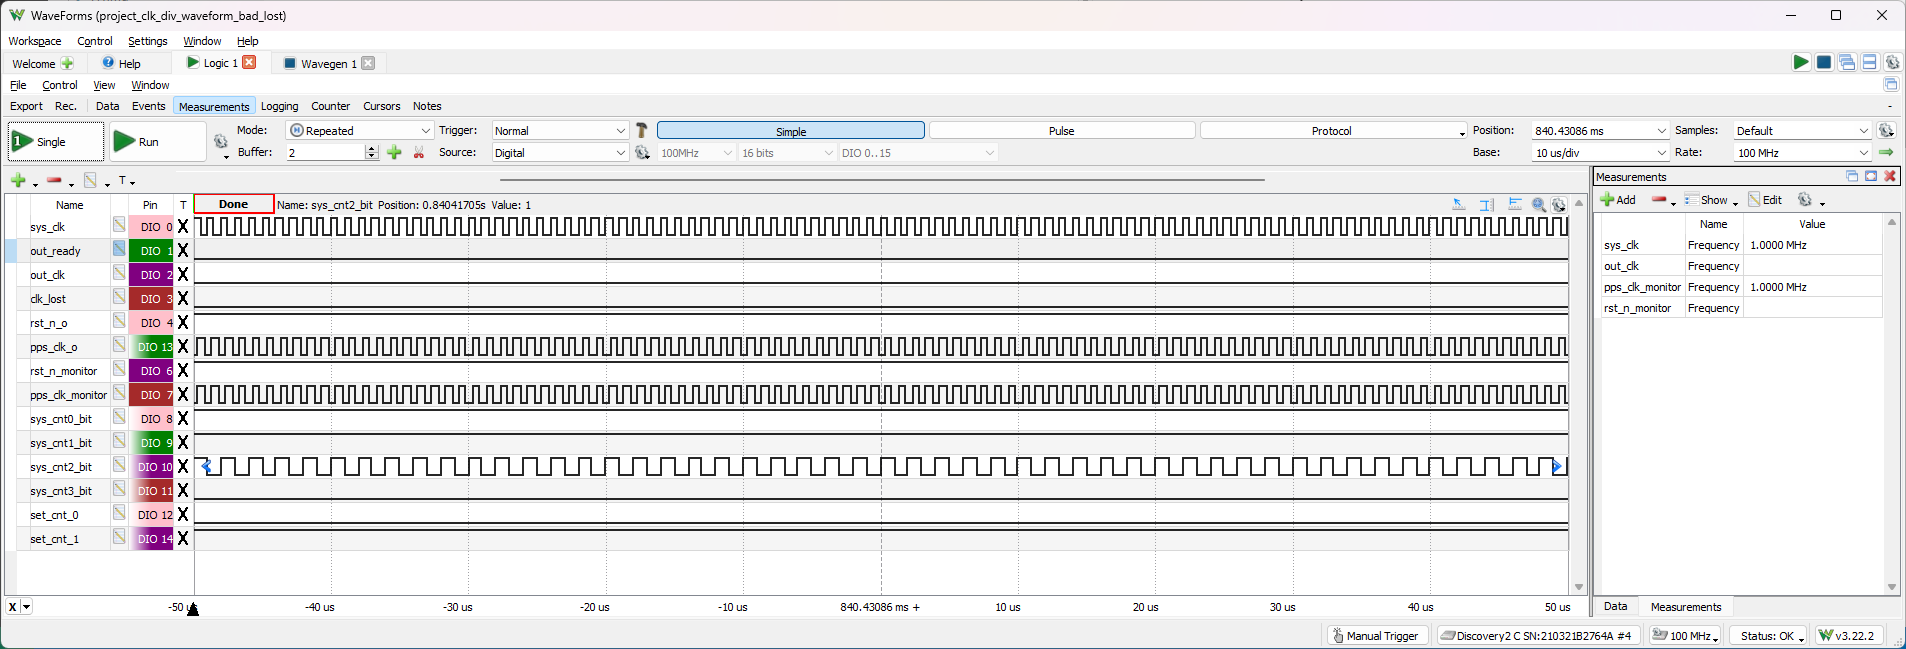 WaveForms (project_clk_div_waveform_bad_lost)
Workspace Control Settings Window Help
Welcome Help Logic 1 Wavegen 1
File Control View Window
Export Rec. Data Events Measurements Logging Counter Cursors Notes
Single Run Mode: Repeated Trigger: Normal Simple Pulse Protocol Position: 840.43086 ms Samples: Default
Buffer: 2 Source: Digital 100MHz 16 bits DIO 0..15 Base: 10 us/div Rate: 100 MHz
T
Measurements
Add Show Edit
Name Pin T Done Name: sys_cnt2_bit Position: 0.84041705s Value: 1
Name Value
sys_clk DIO 0 X
out_ready DIO 1 X
out_clk DIO 2 X
clk_lost DIO 3 X
rst_n_o DIO 4 X
pps_clk_o DIO 13 X
rst_n_monitor DIO 6 X
pps_clk_monitor DIO 7 X
sys_cnt0_bit DIO 8 X
sys_cnt1_bit DIO 9 X
sys_cnt2_bit DIO 10 X
sys_cnt3_bit DIO 11 X
set_cnt_0 DIO 12 X
set_cnt_1 DIO 14 X
sys_clk Frequency 1.0000 MHz
out_clk Frequency
pps_clk_monitor Frequency 1.0000 MHz
rst_n_monitor Frequency
X -50 us -40 us -30 us -20 us -10 us 840.43086 ms + 10 us 20 us 30 us 40 us 50 us
Data Measurements
Manual Trigger Discovery2 C SN:210321B2764A #4 100 MHz Status: OK v3.22.2